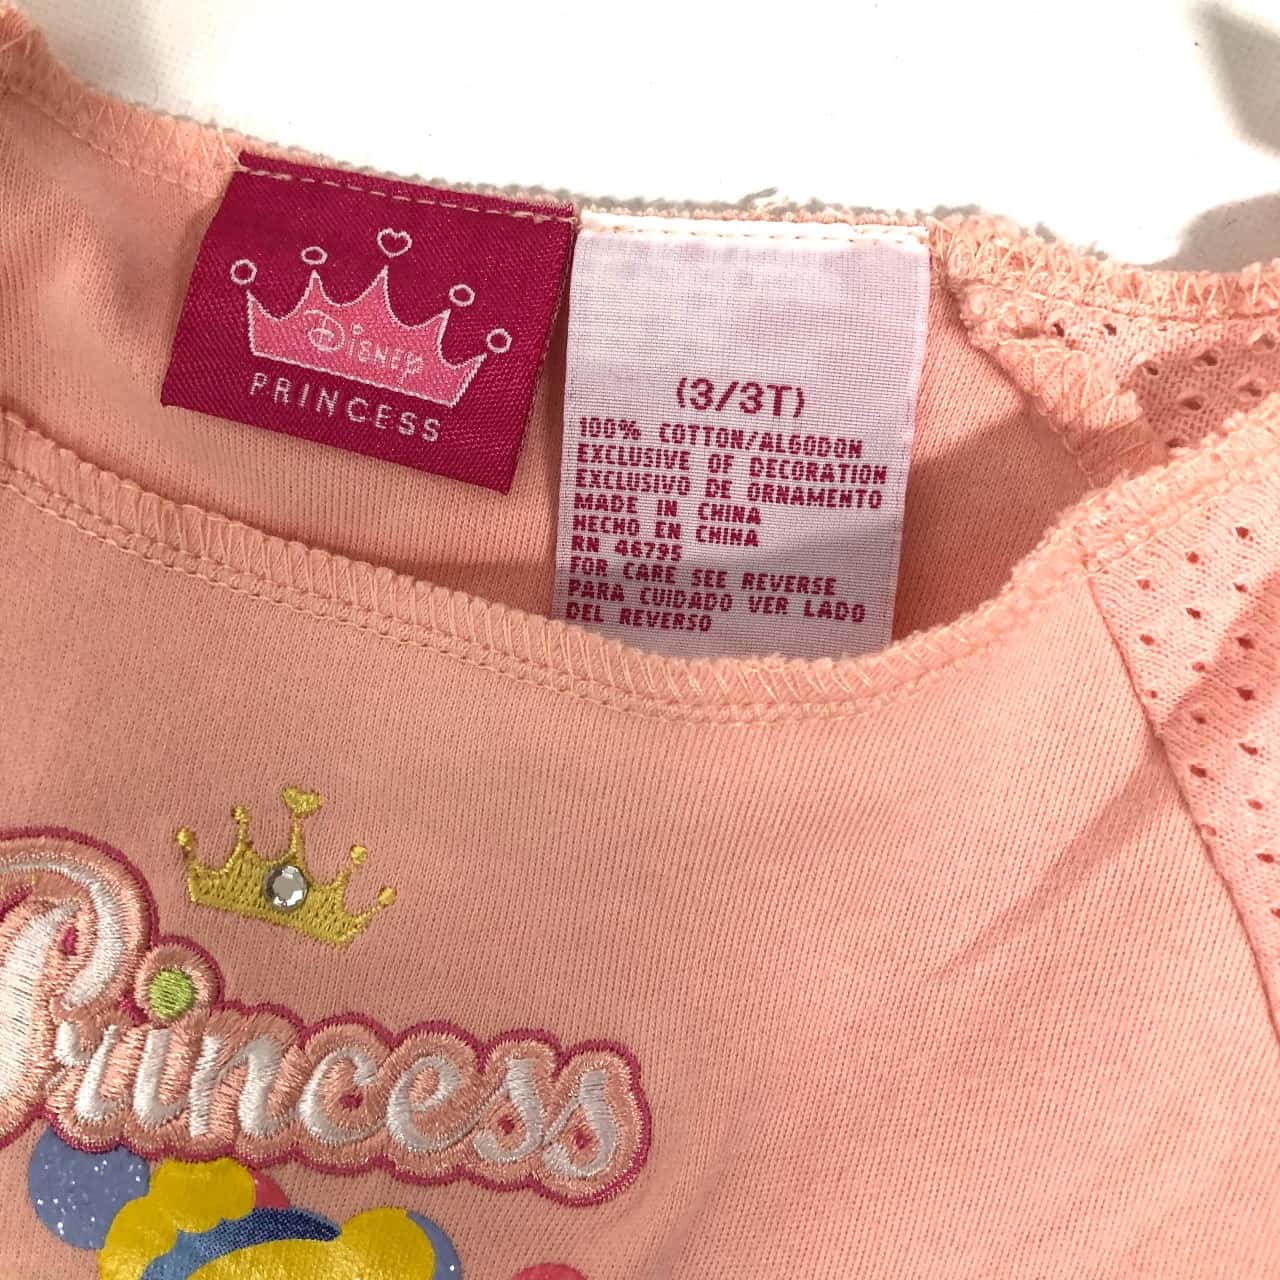 Disney
PRINCESS
(3/3T)
100% COTTON/ALGODON
EXCLUSIVE OF DECORATION
EXCLUSIVO DE ORNAMENTO
MADE IN CHINA
HECHO EN CHINA
RN 46795
FOR CARE SEE REVERSE
PARA CUIDADO VER LADO
DEL REVERSO
Princess